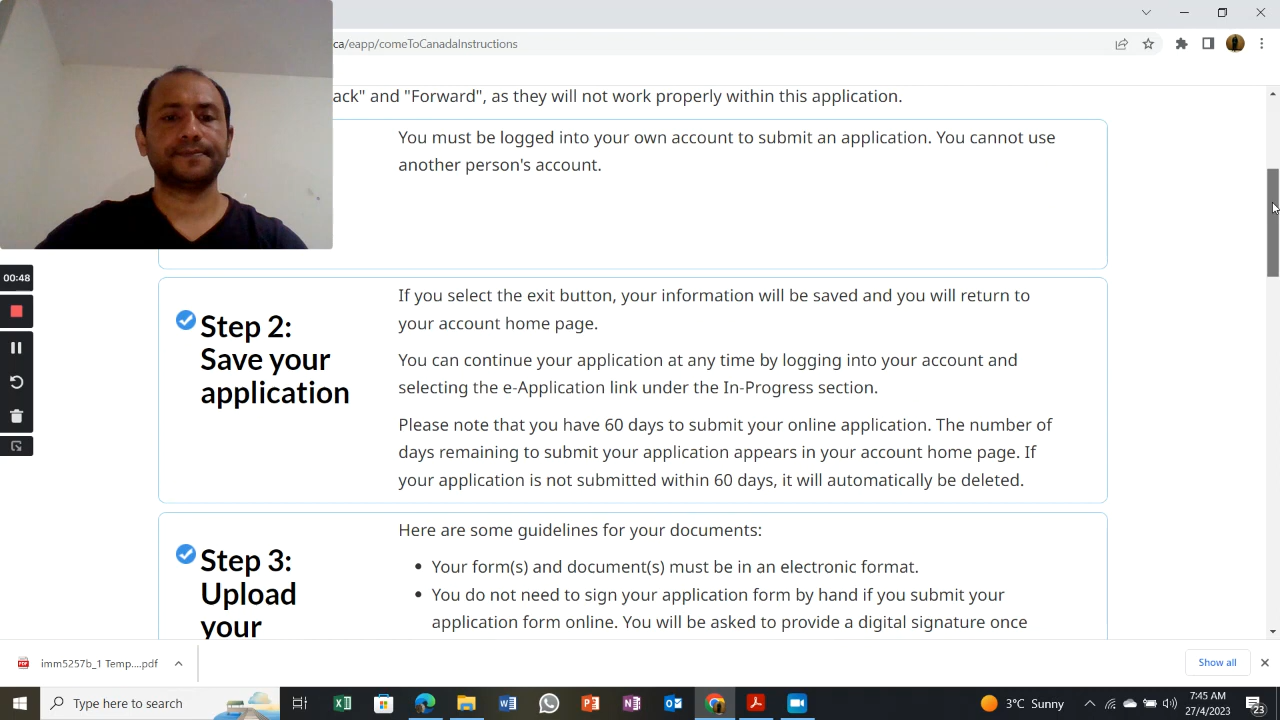 ca/eapp/comeToCanadaInstructions
ack" and "Forward", as they will not work properly within this application.
You must be logged into your own account to submit an application. You cannot use
another person's account.
00:48
Step 2:
Save your
application
If you select the exit button, your information will be saved and you will return to
your account home page.
You can continue your application at any time by logging into your account and
selecting the e-Application link under the In-Progress section.
Please note that you have 60 days to submit your online application. The number of
days remaining to submit your application appears in your account home page. If
your application is not submitted within 60 days, it will automatically be deleted.
Step 3:
Upload
your
Here are some guidelines for your documents:
Your form(s) and document(s) must be in an electronic format.
You do not need to sign your application form by hand if you submit your
application form online. You will be asked to provide a digital signature once
imm5257b_1 Temp....pdf
Show all
Type here to search
3°C Sunny
7:45 AM
27/4/2023
23